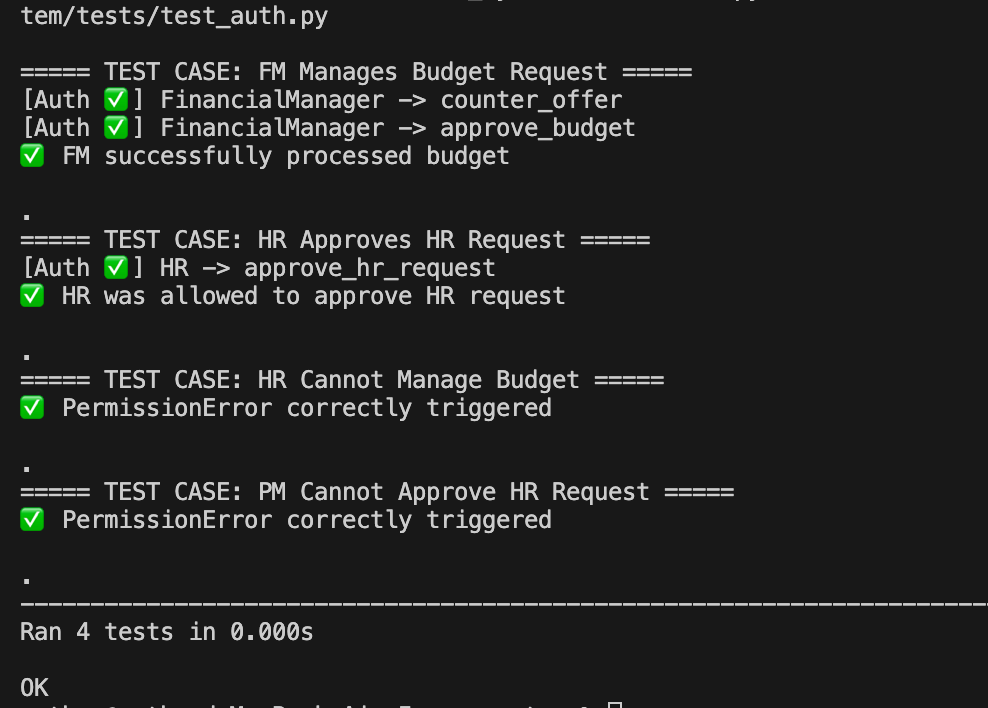 tem/tests/test_auth.py
===== TEST CASE: FM Manages Budget Request =====
[Auth ✅] FinancialManager -> counter_offer
[Auth ✅] FinancialManager -> approve_budget
✅ FM successfully processed budget
.
===== TEST CASE: HR Approves HR Request =====
[Auth ✅] HR -> approve_hr_request
✅ HR was allowed to approve HR request
.
===== TEST CASE: HR Cannot Manage Budget =====
✅ PermissionError correctly triggered
.
===== TEST CASE: PM Cannot Approve HR Request =====
✅ PermissionError correctly triggered
.
----------------------------------------------------------------------
Ran 4 tests in 0.000s
OK